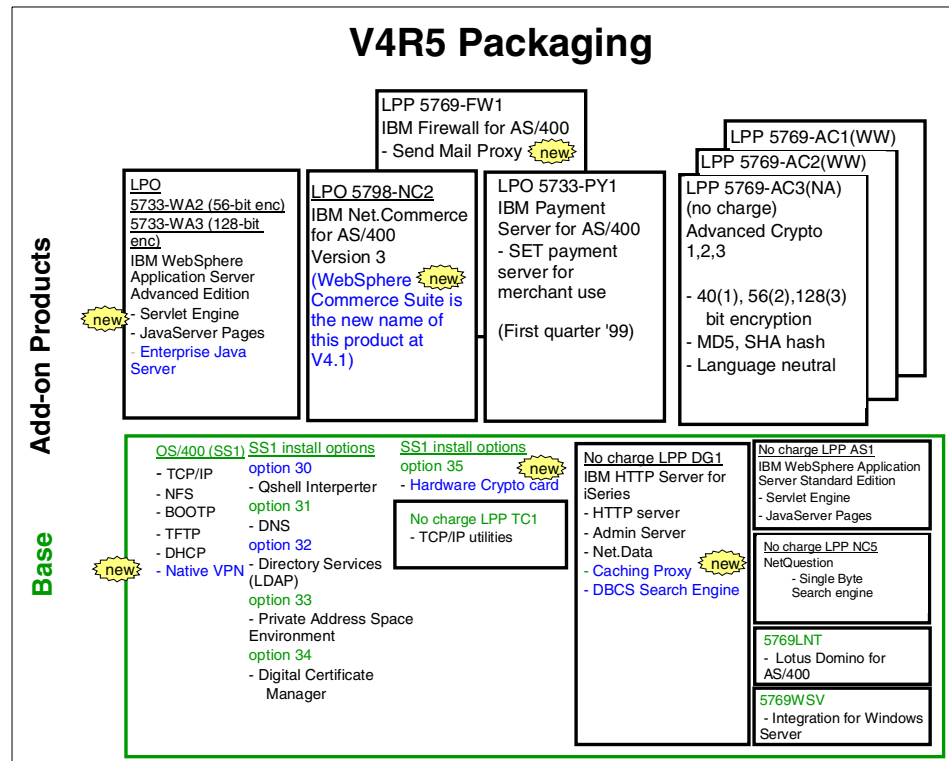 V4R5 Packaging
Add-on Products
LPP 5769-FW1
IBM Firewall for AS/400
- Send Mail Proxy
new
LPO
5733-WA2 (56-bit enc)
5733-WA3 (128-bit
enc)
IBM WebSphere
Application Server
Advanced Edition
- Servlet Engine
- JavaServer Pages
- Enterprise Java
Server
new
LPO 5798-NC2
IBM Net.Commerce
for AS/400
Version 3
(WebSphere
Commerce Suite is
the new name of
this product at
V4.1)
new
LPO 5733-PY1
IBM Payment
Server for AS/400
- SET payment
server for
merchant use
(First quarter '99)
LPP 5769-AC1(WW)
LPP 5769-AC2(WW)
LPP 5769-AC3(NA)
(no charge)
Advanced Crypto
1,2,3
- 40(1), 56(2),128(3)
bit encryption
- MD5, SHA hash
- Language neutral
Base
OS/400 (SS1)
- TCP/IP
- NFS
- BOOTP
- TFTP
- DHCP
- Native VPN
new
SS1 install options
option 30
- Qshell Interperter
option 31
- DNS
option 32
- Directory Services
(LDAP)
option 33
- Private Address Space
Environment
option 34
- Digital Certificate
Manager
SS1 install options
option 35
- Hardware Crypto card
new
No charge LPP TC1
- TCP/IP utilities
No charge LPP DG1
IBM HTTP Server for
iSeries
- HTTP server
- Admin Server
- Net.Data
- Caching Proxy
- DBCS Search Engine
new
No charge LPP AS1
IBM WebSphere Application
Server Standard Edition
- Servlet Engine
- JavaServer Pages
No charge LPP NC5
NetQuestion
- Single Byte
Search engine
5769LNT
- Lotus Domino for
AS/400
5769WSV
- Integration for Windows
Server